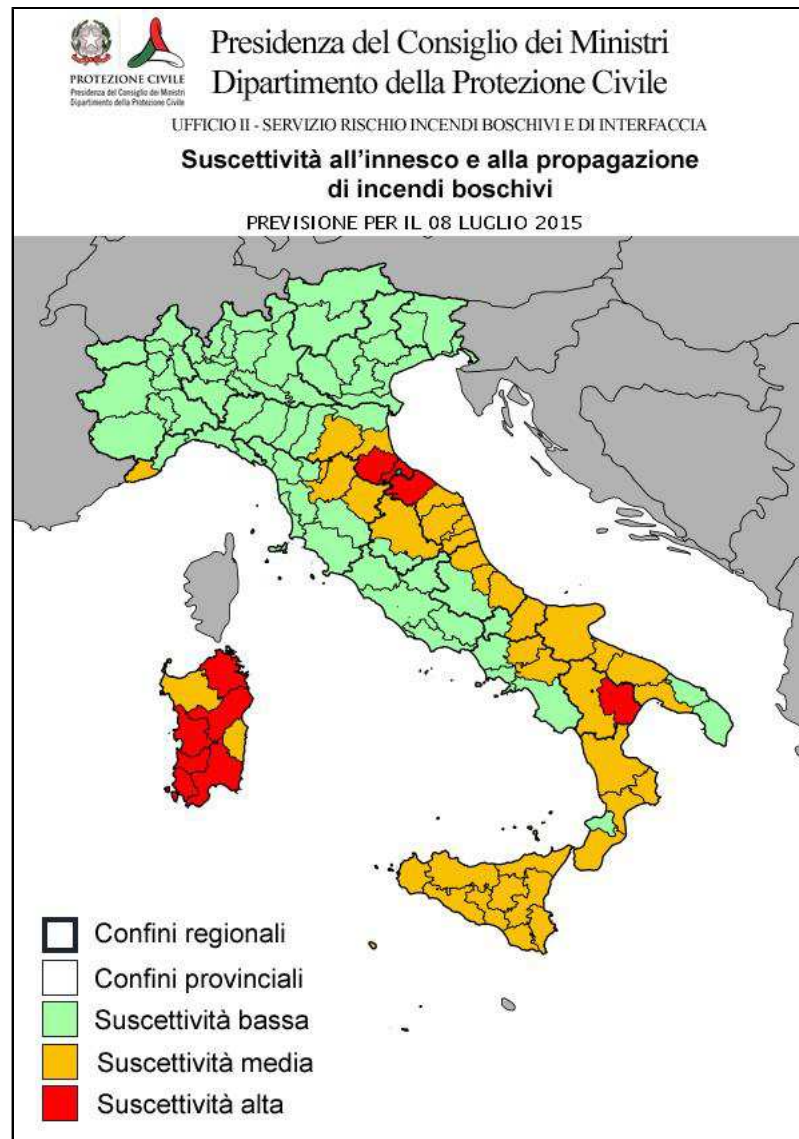 Presidenza del Consiglio dei Ministri
Dipartimento della Protezione Civile
PROTEZIONE CIVILE
Presidenza del Consiglio dei Ministri
Dipartimento della Protezione Civile
UFFICIO II - SERVIZIO RISCHIO INCENDI BOSCHIVI E DI INTERFACCIA
Suscettività all'innesco e alla propagazione
di incendi boschivi
PREVISIONE PER IL 08 LUGLIO 2015
Confini regionali
Confini provinciali
Suscettività bassa
Suscettività media
Suscettività alta